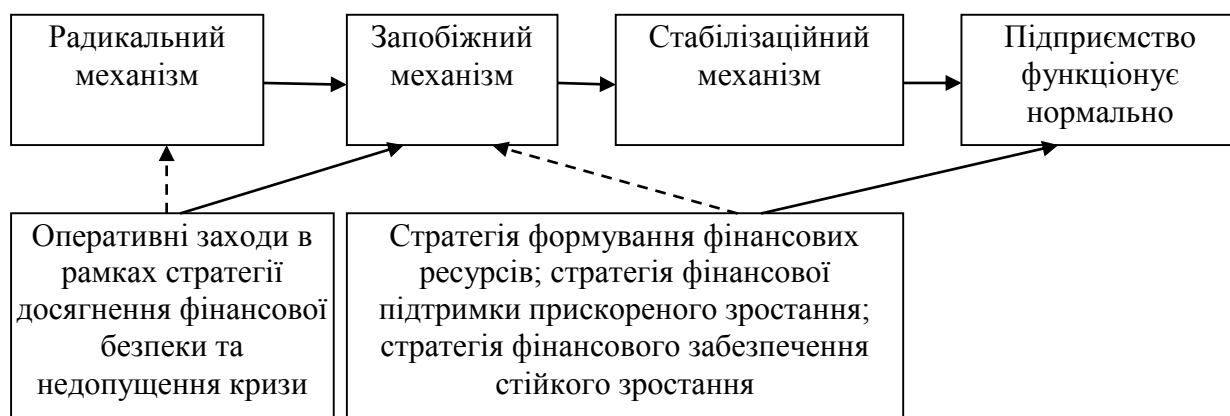 Радикальний
механізм
Запобіжний
механізм
Стабілізаційний
механізм
Підприємство
функціонує
нормально
Оперативні заходи в
рамках стратегії
досягнення фінансової
безпеки та
недопущення кризи
Стратегія формування фінансових
ресурсів; стратегія фінансової
підтримки прискореного зростання;
стратегія фінансового забезпечення
стійкого зростання